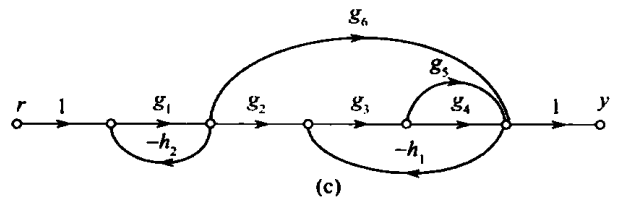 g₆
g₅
r 1 g₁ g₂ g₃ g₄ 1 y
−h₂ −h₁
(c)